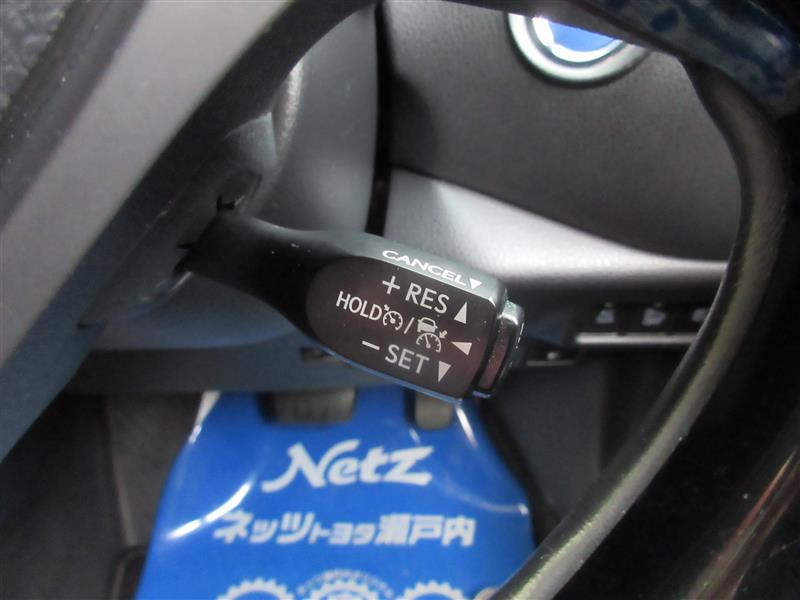 CANCEL▼
+ RES ▲
HOLD / ◀
− SET ▼
Netz
ネッツトヨタ瀬戸内